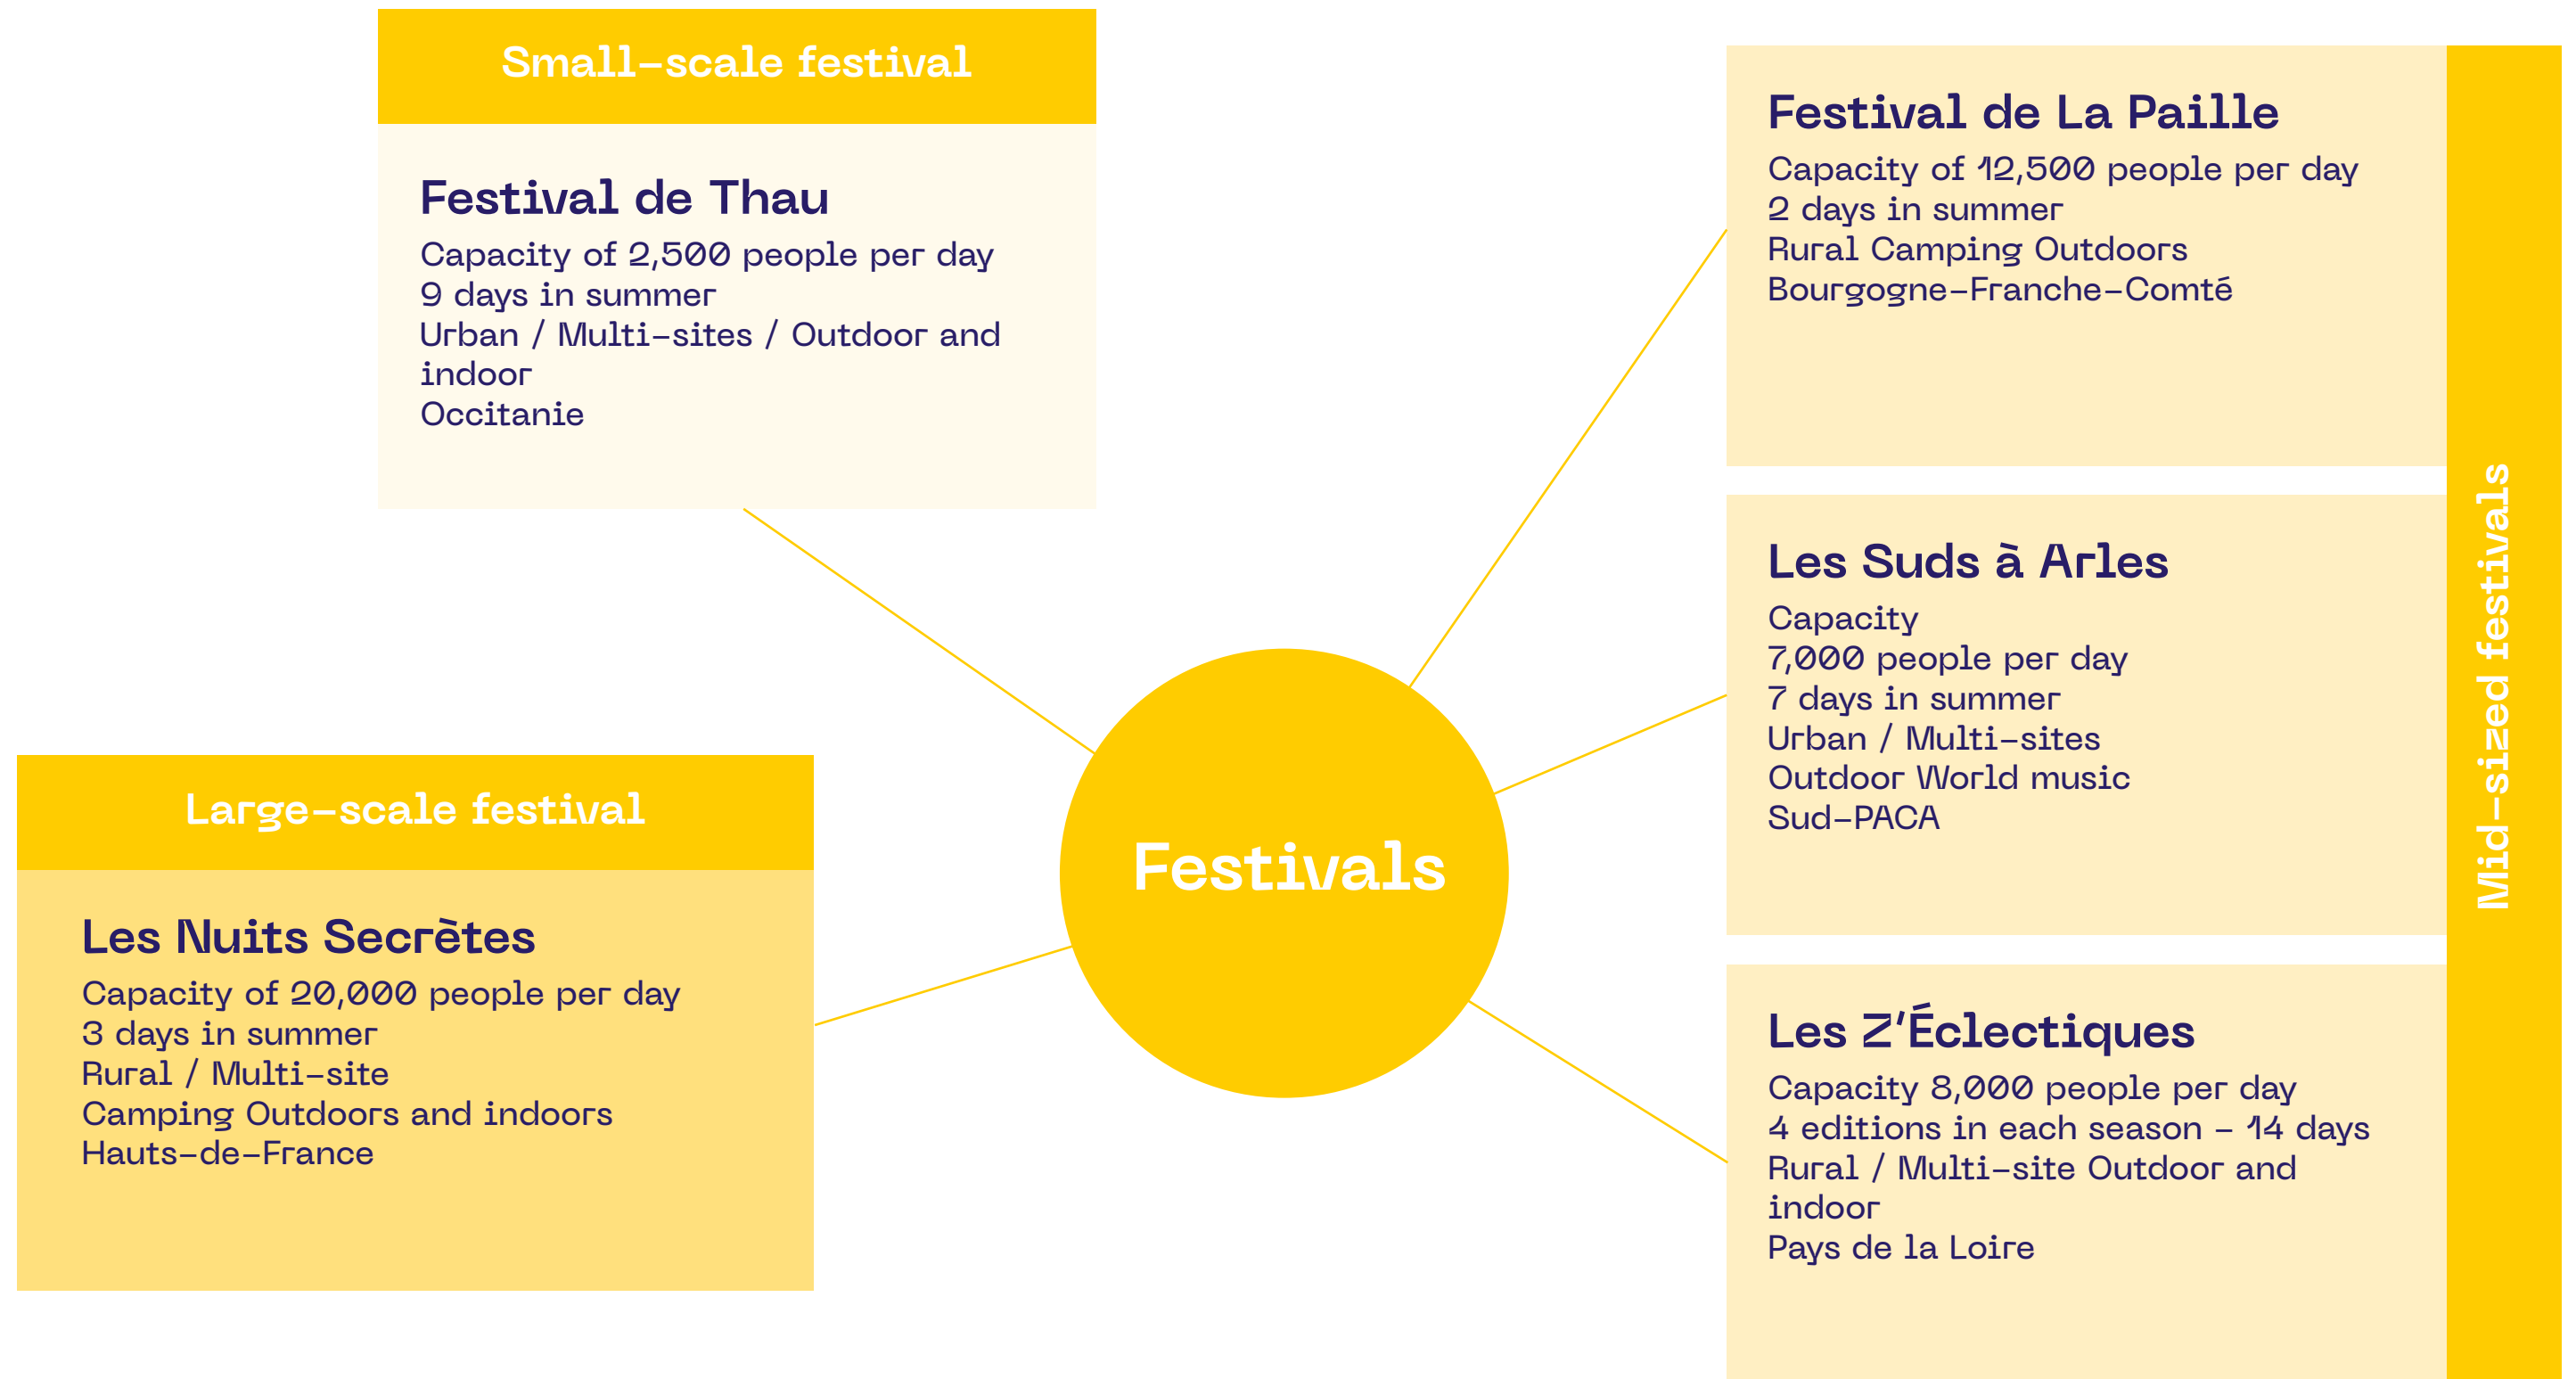 Small-scale festival
Festival de Thau
Capacity of 2,500 people per day
9 days in summer
Urban / Multi-sites / Outdoor and
indoor
Occitanie
Large-scale festival
Les Nuits Secrètes
Capacity of 20,000 people per day
3 days in summer
Rural / Multi-site
Camping Outdoors and indoors
Hauts-de-France
Festivals
Festival de La Paille
Capacity of 12,500 people per day
2 days in summer
Rural Camping Outdoors
Bourgogne-Franche-Comté
Les Suds à Arles
Capacity
7,000 people per day
7 days in summer
Urban / Multi-sites
Outdoor World music
Sud-PACA
Les Z'Éclectiques
Capacity 8,000 people per day
4 editions in each season - 14 days
Rural / Multi-site Outdoor and
indoor
Pays de la Loire
Mid-sized festivals